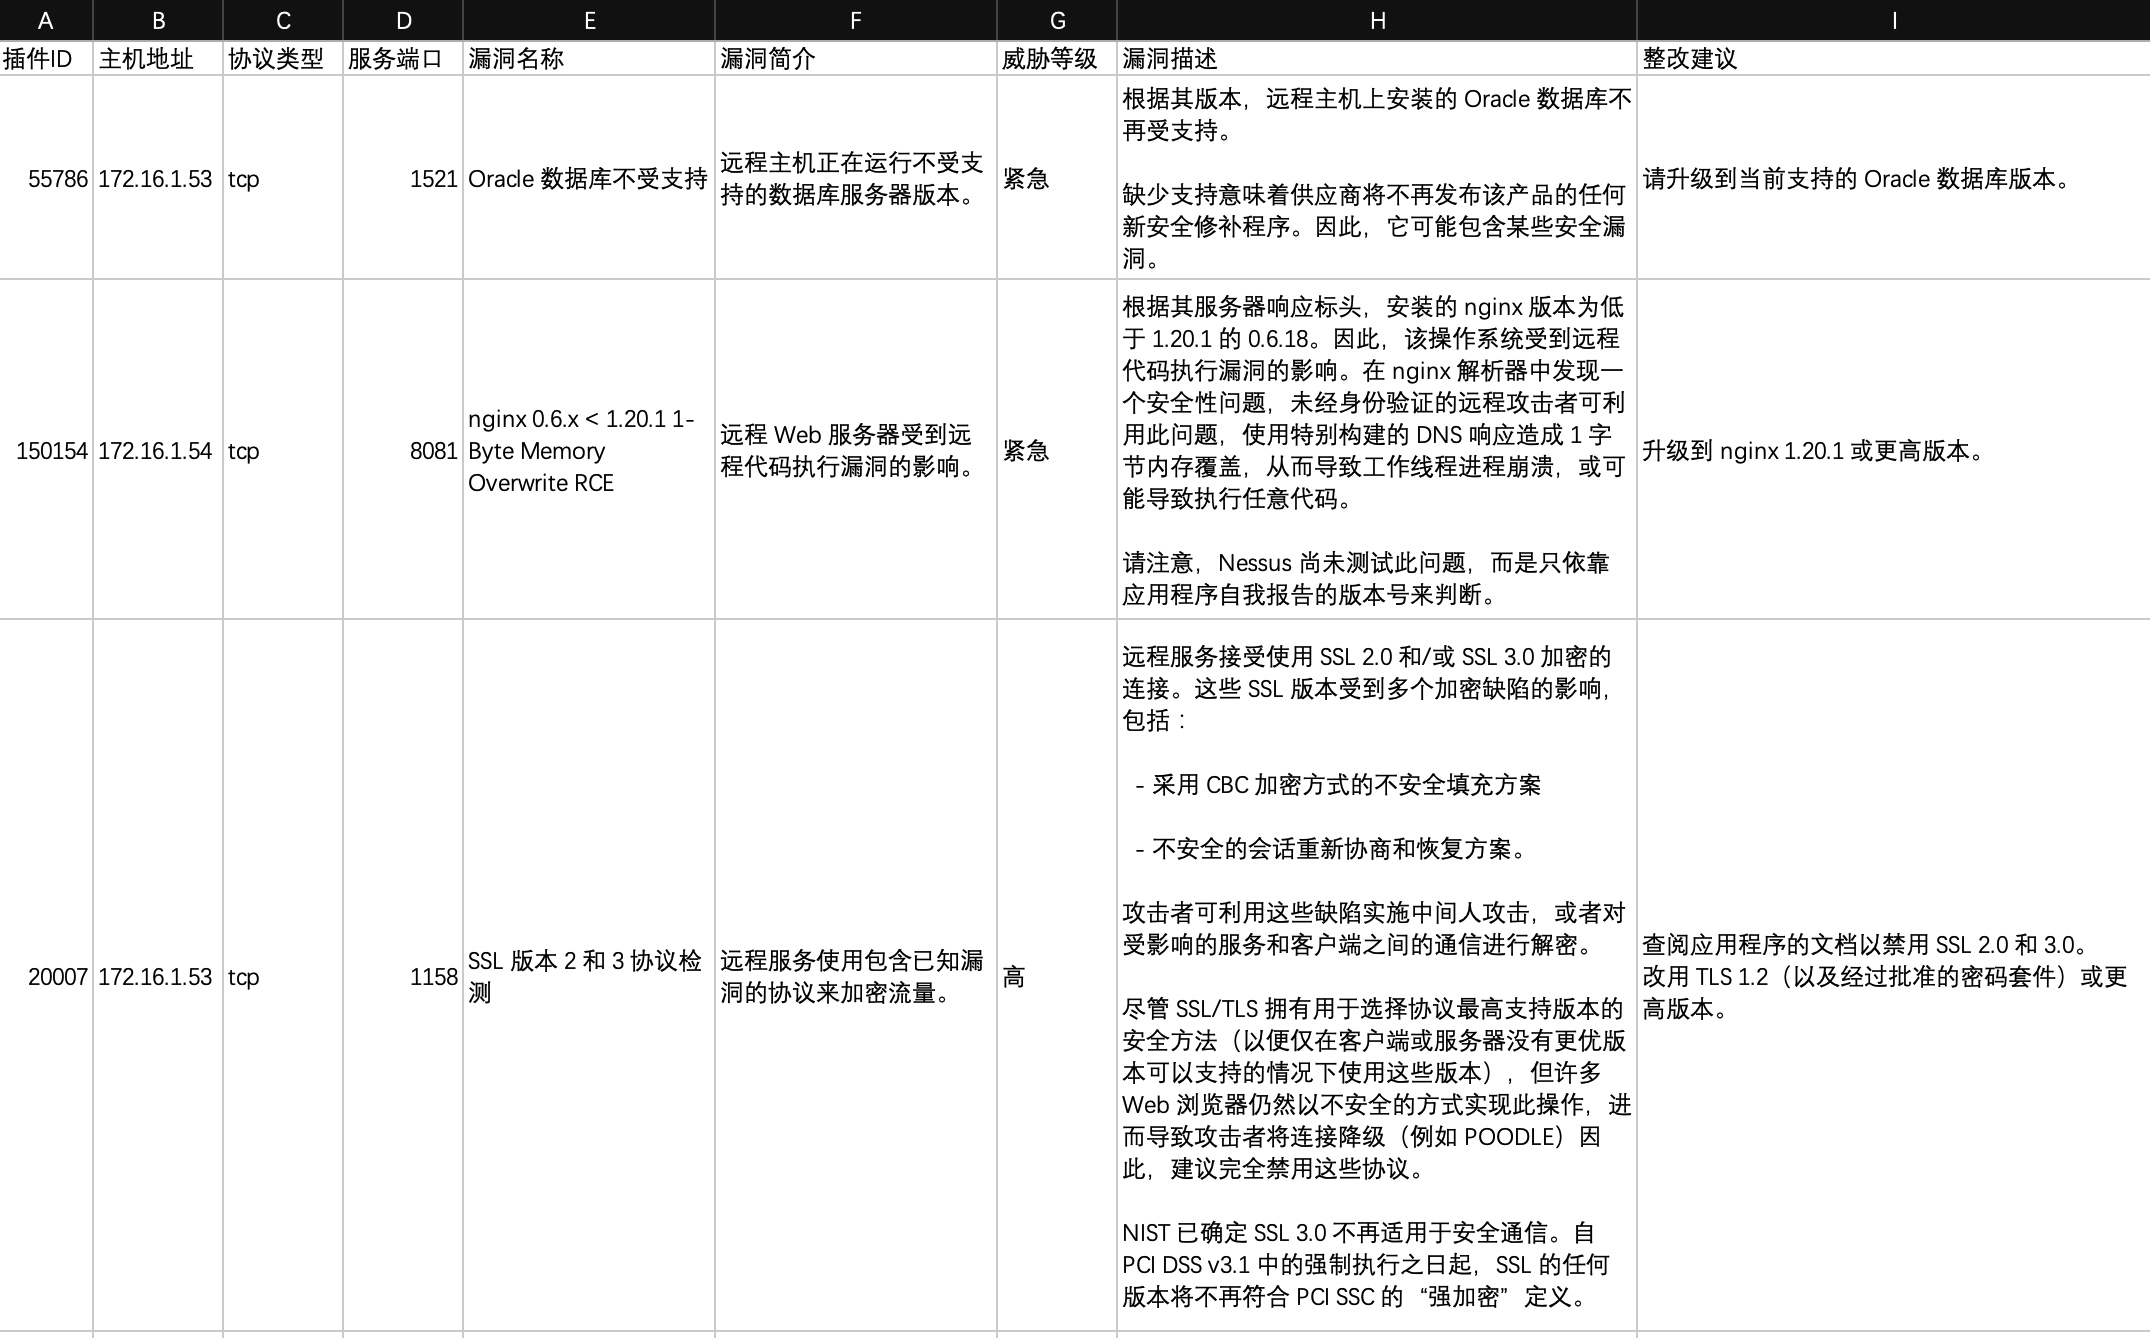 A B C D E F G H I
插件ID 主机地址 协议类型 服务端口 漏洞名称 漏洞简介 威胁等级 漏洞描述 整改建议
55786 172.16.1.53 tcp 1521 Oracle 数据库不受支持
远程主机正在运行不受支
持的数据库服务器版本。
紧急
根据其版本，远程主机上安装的 Oracle 数据库不
再受支持。
缺少支持意味着供应商将不再发布该产品的任何
新安全修补程序。因此，它可能包含某些安全漏
洞。
请升级到当前支持的 Oracle 数据库版本。
150154 172.16.1.54 tcp 8081
nginx 0.6.x < 1.20.1 1-
Byte Memory
Overwrite RCE
远程 Web 服务器受到远
程代码执行漏洞的影响。
紧急
根据其服务器响应标头，安装的 nginx 版本为低
于 1.20.1 的 0.6.18。因此，该操作系统受到远程
代码执行漏洞的影响。在 nginx 解析器中发现一
个安全性问题，未经身份验证的远程攻击者可利
用此问题，使用特别构建的 DNS 响应造成 1 字
节内存覆盖，从而导致工作线程进程崩溃，或可
能导致执行任意代码。
请注意，Nessus 尚未测试此问题，而是只依靠
应用程序自我报告的版本号来判断。
升级到 nginx 1.20.1 或更高版本。
20007 172.16.1.53 tcp 1158
SSL 版本 2 和 3 协议检
测
远程服务使用包含已知漏
洞的协议来加密流量。
高
远程服务接受使用 SSL 2.0 和/或 SSL 3.0 加密的
连接。这些 SSL 版本受到多个加密缺陷的影响，
包括：
- 采用 CBC 加密方式的不安全填充方案
- 不安全的会话重新协商和恢复方案。
攻击者可利用这些缺陷实施中间人攻击，或者对
受影响的服务和客户端之间的通信进行解密。
尽管 SSL/TLS 拥有用于选择协议最高支持版本的
安全方法（以便仅在客户端或服务器没有更优版
本可以支持的情况下使用这些版本），但许多
Web 浏览器仍然以不安全的方式实现此操作，进
而导致攻击者将连接降级（例如 POODLE）因
此，建议完全禁用这些协议。
NIST 已确定 SSL 3.0 不再适用于安全通信。自
PCI DSS v3.1 中的强制执行之日起，SSL 的任何
版本将不再符合 PCI SSC 的“强加密”定义。
查阅应用程序的文档以禁用 SSL 2.0 和 3.0。
改用 TLS 1.2（以及经过批准的密码套件）或更
高版本。